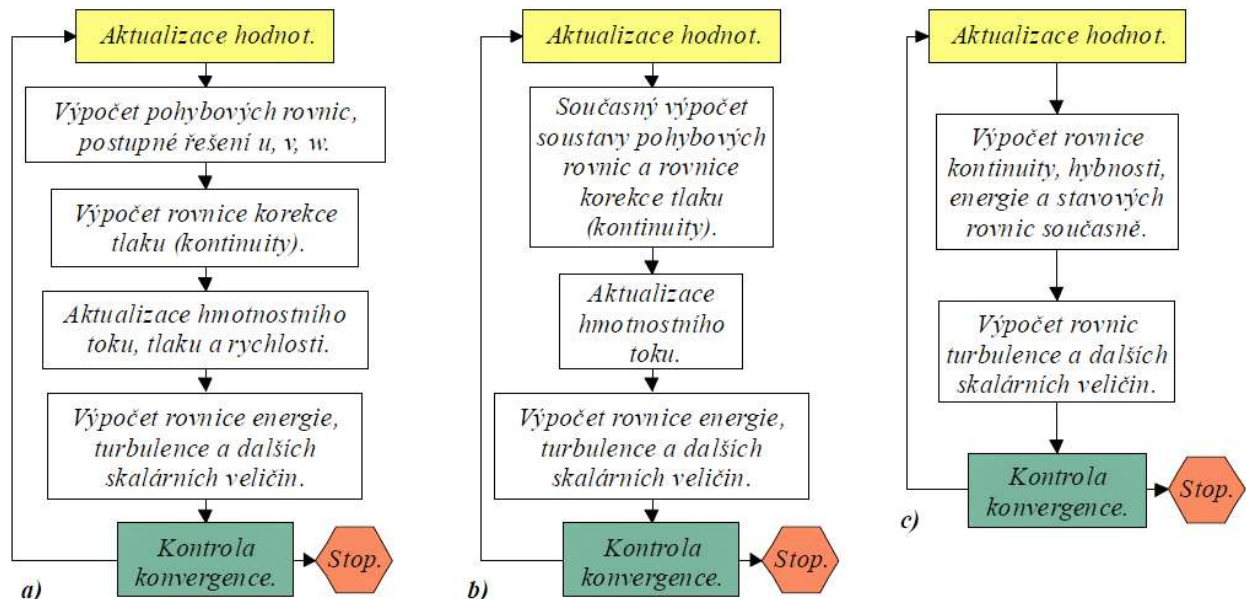 Aktualizace hodnot.
Výpočet pohybových rovnic,
postupné řešení u, v, w.
Výpočet rovnice korekce
tlaku (kontinuity).
Aktualizace hmotnostního
toku, tlaku a rychlosti.
Výpočet rovnice energie,
turbulence a dalších
skalárních veličin.
Kontrola
konvergence.
Stop.
a)
Aktualizace hodnot.
Současný výpočet
soustavy pohybových
rovnic a rovnice
korekce tlaku
(kontinuity).
Aktualizace
hmotnostního
toku.
Výpočet rovnice energie,
turbulence a dalších
skalárních veličin.
Kontrola
konvergence.
Stop.
b)
Aktualizace hodnot.
Výpočet rovnice
kontinuity, hybnosti,
energie a stavových
rovnic současně.
Výpočet rovnic
turbulence a dalších
skalárních veličin.
Kontrola
konvergence.
Stop.
c)